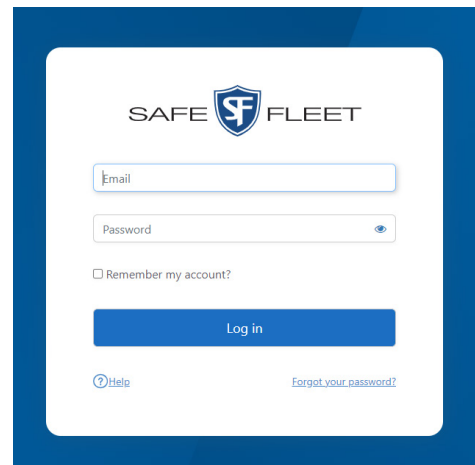 SAFE SF FLEET
Email
Password
Remember my account?
Log in
? Help Forgot your password?